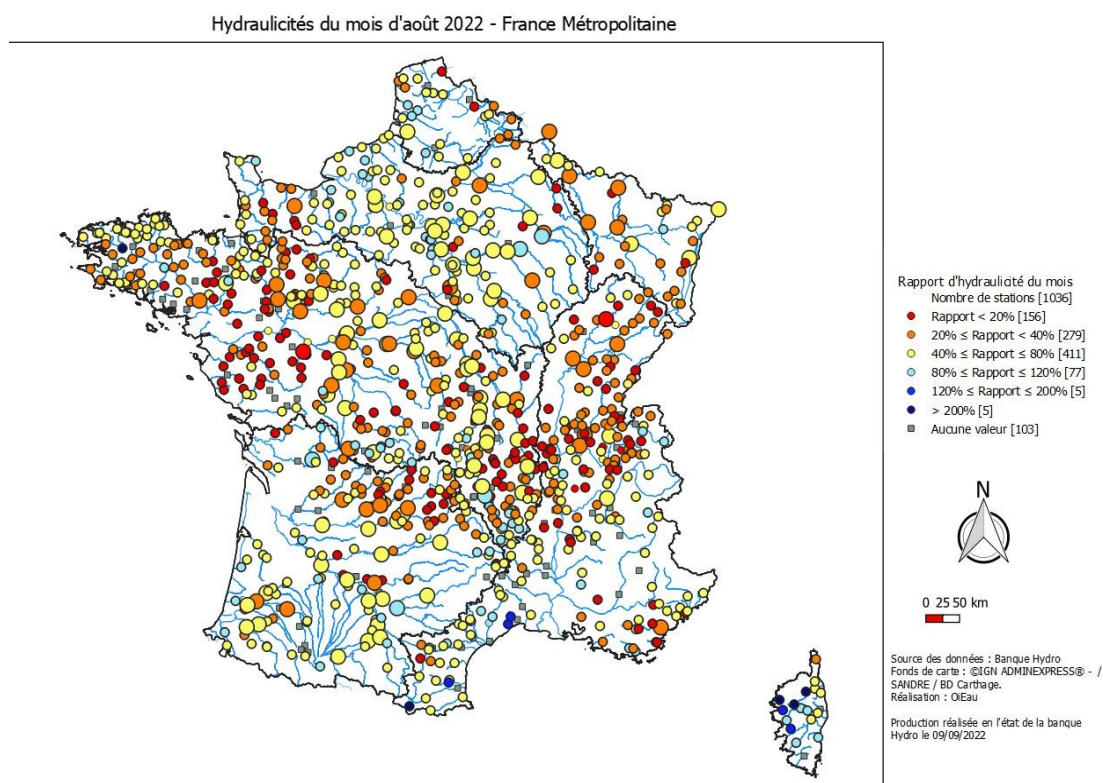 Hydraulicités du mois d'août 2022 - France Métropolitaine
Rapport d'hydraulicité du mois
Nombre de stations [1036]
Rapport < 20% [156]
20% ≤ Rapport < 40% [279]
40% ≤ Rapport ≤ 80% [411]
80% ≤ Rapport ≤ 120% [77]
120% ≤ Rapport ≤ 200% [5]
> 200% [5]
Aucune valeur [103]
N
0 25 50 km
Source des données : Banque Hydro
Fonds de carte : ©IGN ADMINEXPRESS® - /
SANDRE / BD Carthage.
Réalisation : OiEau
Production réalisée en l'état de la banque
Hydro le 09/09/2022